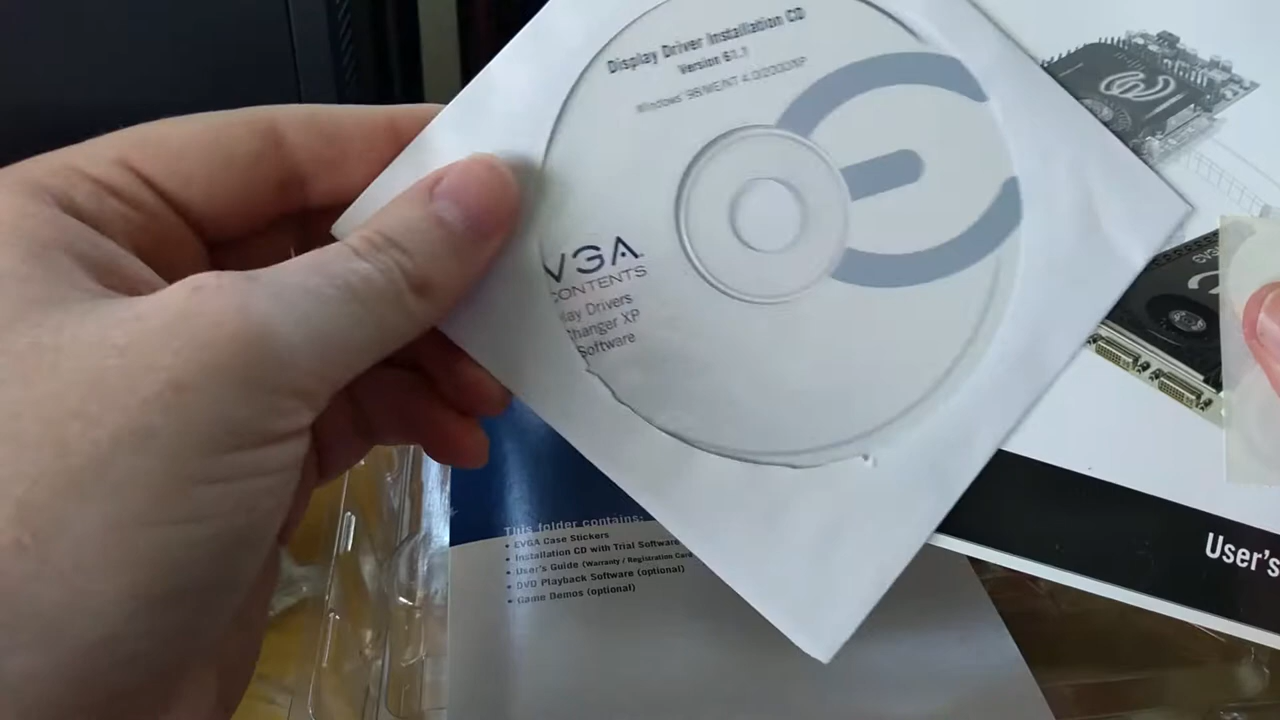 Display Driver Installation CD
Version 61.1
Windows 98/ME/NT 4.0/2000/XP
VGA
CONTENTS
lay Drivers
hanger XP
Software
This folder contains:
• EVGA Case Stickers
• Installation CD with Trial Software
• User's Guide (Warranty / Registration Card
• DVD Playback Software (optional)
• Game Demos (optional)
User's